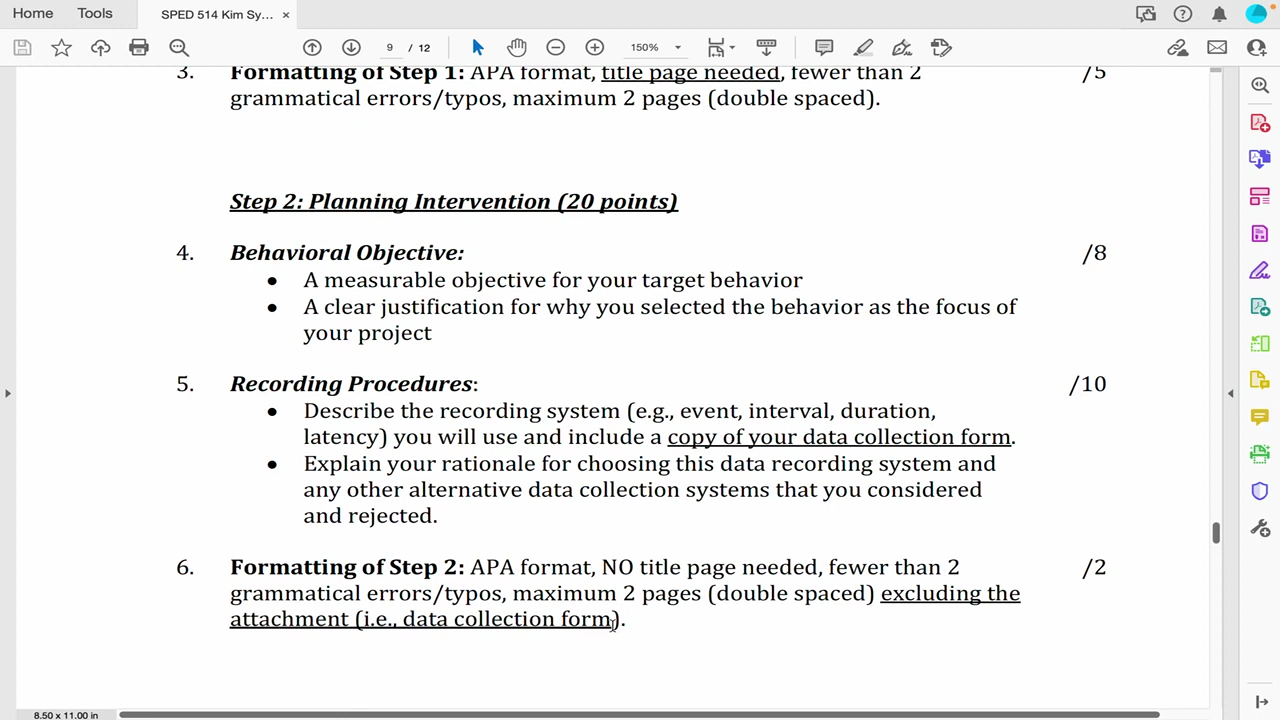 Home
Tools
SPED 514 Kim Sy...
×
9 / 12
150%
3. Formatting of Step 1: APA format, title page needed, fewer than 2 /5
grammatical errors/typos, maximum 2 pages (double spaced).
Step 2: Planning Intervention (20 points)
4. Behavioral Objective: /8
• A measurable objective for your target behavior
• A clear justification for why you selected the behavior as the focus of
your project
5. Recording Procedures: /10
• Describe the recording system (e.g., event, interval, duration,
latency) you will use and include a copy of your data collection form.
• Explain your rationale for choosing this data recording system and
any other alternative data collection systems that you considered
and rejected.
6. Formatting of Step 2: APA format, NO title page needed, fewer than 2 /2
grammatical errors/typos, maximum 2 pages (double spaced) excluding the
attachment (i.e., data collection form).
8.50 x 11.00 in